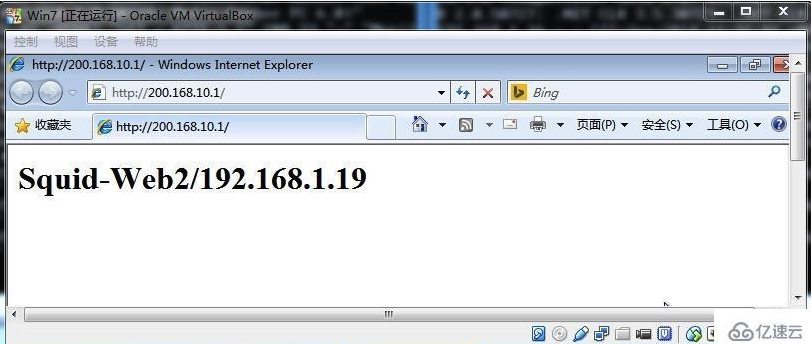 Win7 [正在运行] - Oracle VM VirtualBox
控制 视图 设备 帮助
http://200.168.10.1/ - Windows Internet Explorer
http://200.168.10.1/
Bing
收藏夹
http://200.168.10.1/
页面(P)
安全(S)
工具(O)
Squid-Web2/192.168.1.19
亿速云